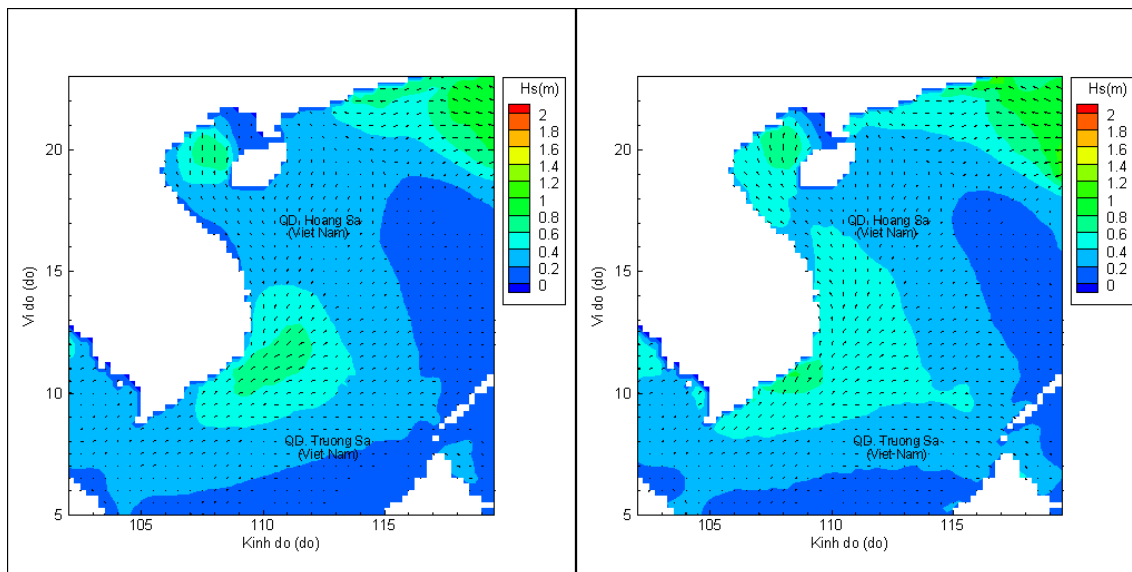 Hs(m)
2
1.8
1.6
1.4
1.2
1
0.8
0.6
0.4
0.2
0
20
15
10
5
105
110
115
Vi do (do)
Kinh do (do)
QD. Hoang Sa
(Viet Nam)
QD. Truong Sa
(Viet Nam)
Hs(m)
2
1.8
1.6
1.4
1.2
1
0.8
0.6
0.4
0.2
0
20
15
10
5
105
110
115
Vi do (do)
Kinh do (do)
QD. Hoang Sa
(Viet Nam)
QD. Truong Sa
(Viet Nam)